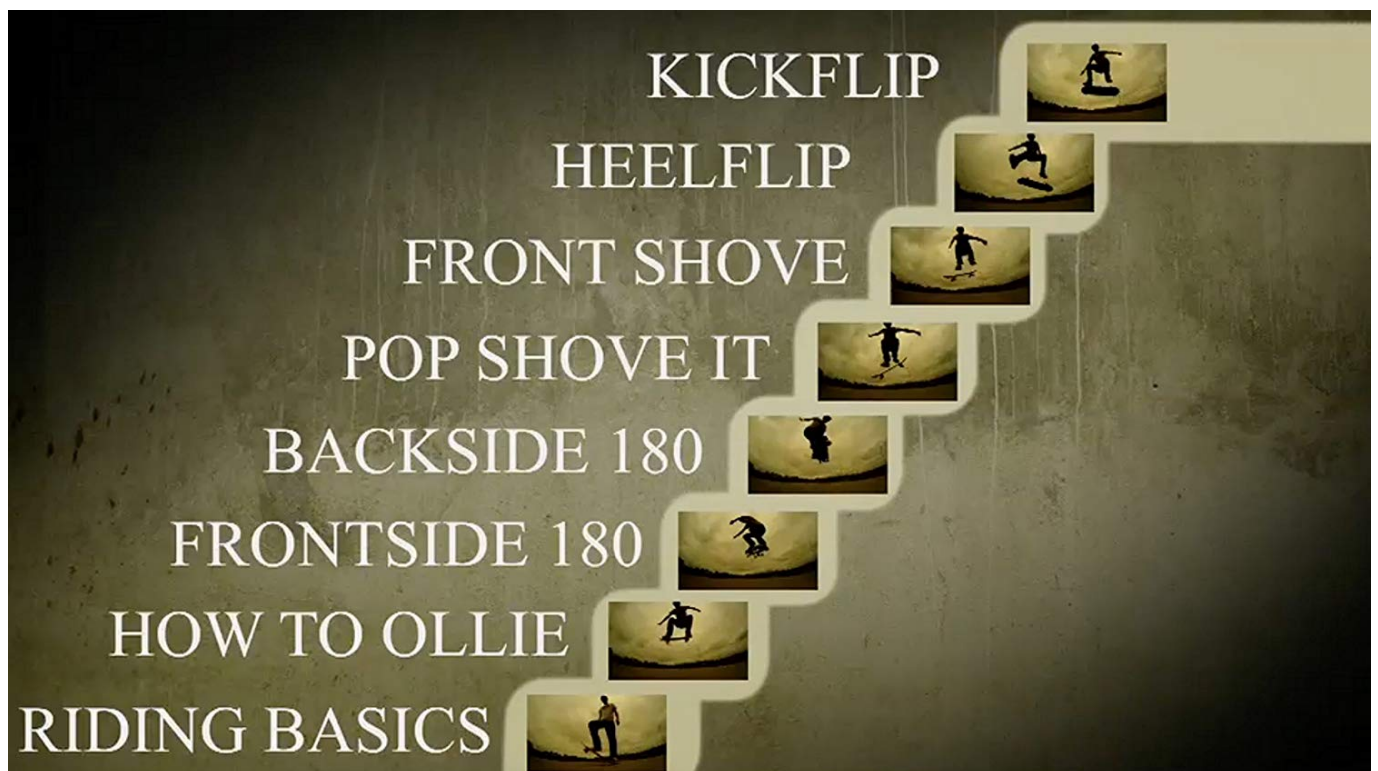 KICKFLIP
HEELFLIP
FRONT SHOVE
POP SHOVE IT
BACKSIDE 180
FRONTSIDE 180
HOW TO OLLIE
RIDING BASICS